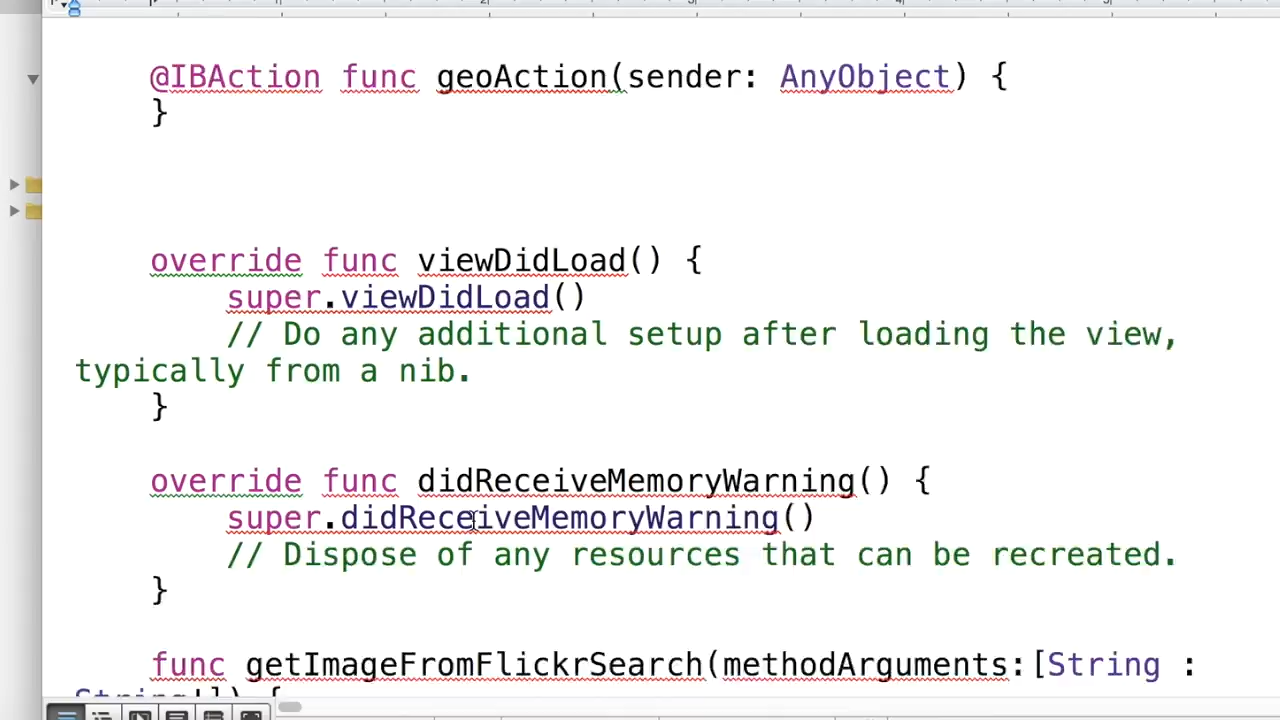 @IBAction func geoAction(sender: AnyObject) {
}
override func viewDidLoad() {
super.viewDidLoad()
// Do any additional setup after loading the view,
typically from a nib.
}
override func didReceiveMemoryWarning() {
super.didReceiveMemoryWarning()
// Dispose of any resources that can be recreated.
}
func getImageFromFlickrSearch(methodArguments:[String :
String!]) {